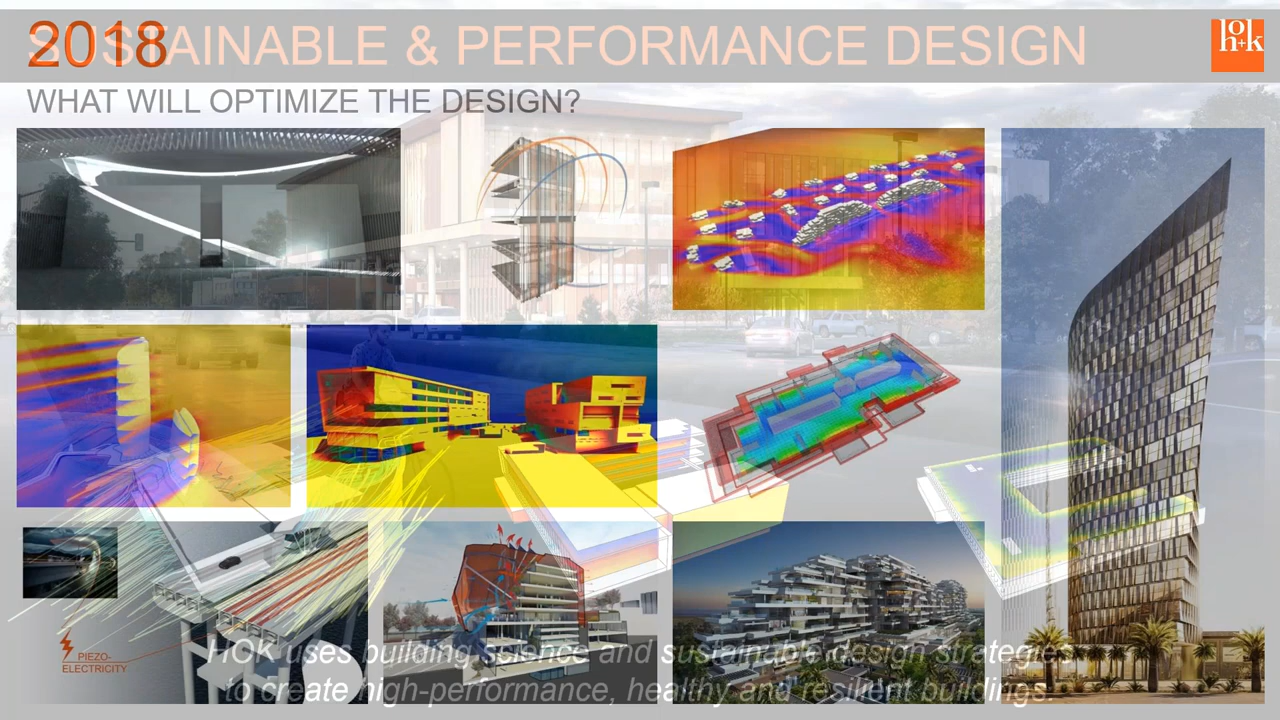 2018
SUSTAINABLE & PERFORMANCE DESIGN
hok
WHAT WILL OPTIMIZE THE DESIGN?
PIEZO-
ELECTRICITY
HOK uses building science and sustainable design strategies
to create high-performance, healthy and resilient buildings.